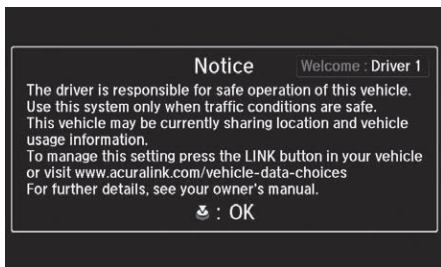 Notice
Welcome : Driver 1
The driver is responsible for safe operation of this vehicle.
Use this system only when traffic conditions are safe.
This vehicle may be currently sharing location and vehicle
usage information.
To manage this setting press the LINK button in your vehicle
or visit www.acuralink.com/vehicle-data-choices
For further details, see your owner's manual.
: OK